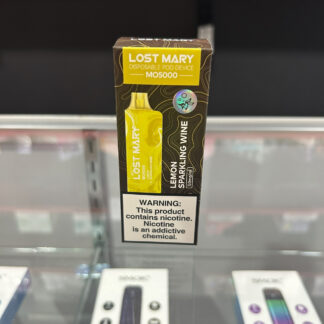 LOST MARY
DISPOSABLE POD DEVICE
MO5000
LOST MARY
LEMON
SPARKLING WINE
WARNING:
This product
contains nicotine.
Nicotine
is an addictive
chemical.